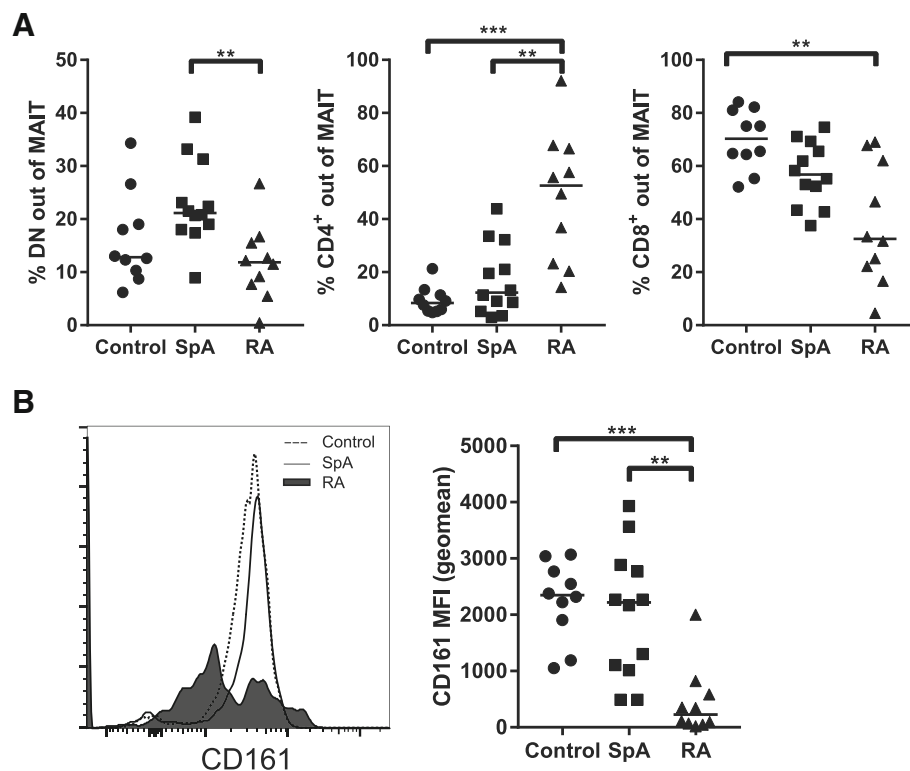 A
% DN out of MAIT
50
40
30
20
10
0
**
Control SpA RA
% CD4+ out of MAIT
100
80
60
40
20
0
***
**
Control SpA RA
% CD8+ out of MAIT
100
80
60
40
20
0
**
Control SpA RA
B
Control
SpA
RA
CD161
CD161 MFI (geomean)
5000
4000
3000
2000
1000
0
***
**
Control SpA RA